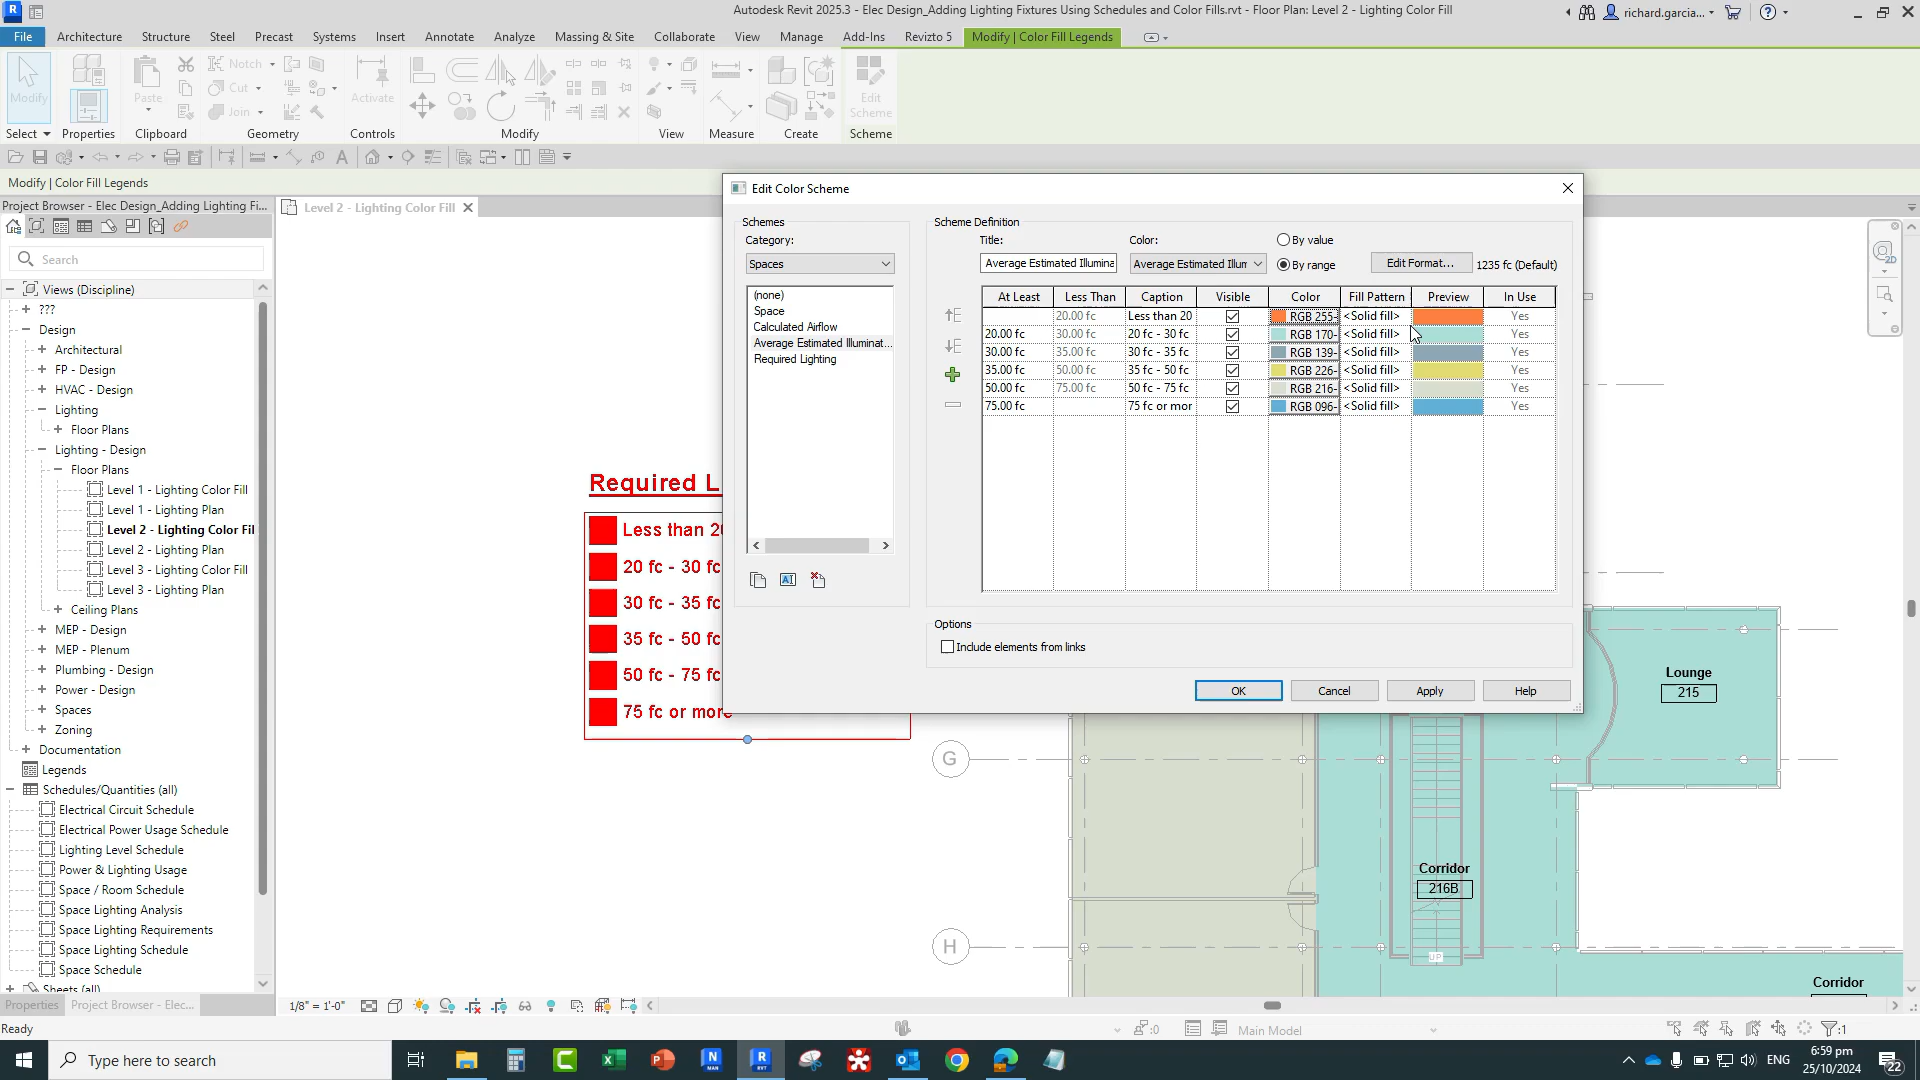 Autodesk Revit 2025.3 - Elec Design_Adding Lighting Fixtures Using Schedules and Color Fills.rvt - Floor Plan: Level 2 - Lighting Color Fill
richard.garcia...
File Architecture Structure Steel Precast Systems Insert Annotate Analyze Massing & Site Collaborate View Manage Add-Ins Revizto 5 Modify | Color Fill Legends
Modify
Paste
Notch
Cut
Join
Activate
Edit
Scheme
Select Properties Clipboard Geometry Controls Modify View Measure Create Scheme
Modify | Color Fill Legends
Project Browser - Elec Design_Adding Lighting Fi...
Level 2 - Lighting Color Fill
Search
Views (Discipline)
???
Design
Architectural
FP - Design
HVAC - Design
Lighting
Floor Plans
Lighting - Design
Floor Plans
Level 1 - Lighting Color Fill
Level 1 - Lighting Plan
Level 2 - Lighting Color Fil
Level 2 - Lighting Plan
Level 3 - Lighting Color Fill
Level 3 - Lighting Plan
Ceiling Plans
MEP - Design
MEP - Plenum
Plumbing - Design
Power - Design
Spaces
Zoning
Documentation
Legends
Schedules/Quantities (all)
Electrical Circuit Schedule
Electrical Power Usage Schedule
Lighting Level Schedule
Power & Lighting Usage
Space / Room Schedule
Space Lighting Analysis
Space Lighting Requirements
Space Lighting Schedule
Space Schedule
Sheets (all)
Properties Project Browser - Elec...
Required L
Less than 20
20 fc - 30 fc
30 fc - 35 fc
35 fc - 50 fc
50 fc - 75 fc
75 fc or more
Edit Color Scheme
Schemes
Category:
Spaces
(none)
Space
Calculated Airflow
Average Estimated Illuminat...
Required Lighting
Scheme Definition
Title:
Average Estimated Illumina
Color:
Average Estimated Illum
By value
By range
Edit Format...
1235 fc (Default)
At Least Less Than Caption Visible Color Fill Pattern Preview In Use
20.00 fc Less than 20 RGB 255- <Solid fill> Yes
20.00 fc 30.00 fc 20 fc - 30 fc RGB 170- <Solid fill> Yes
30.00 fc 35.00 fc 30 fc - 35 fc RGB 139- <Solid fill> Yes
35.00 fc 50.00 fc 35 fc - 50 fc RGB 226- <Solid fill> Yes
50.00 fc 75.00 fc 50 fc - 75 fc RGB 216- <Solid fill> Yes
75.00 fc 75 fc or mor RGB 096- <Solid fill> Yes
Options
Include elements from links
OK Cancel Apply Help
Lounge
215
G
Corridor
216B
H
UP
Corridor
1/8" = 1'-0"
Ready
:0
Main Model
:1
Type here to search
ENG
6:59 pm
25/10/2024
22